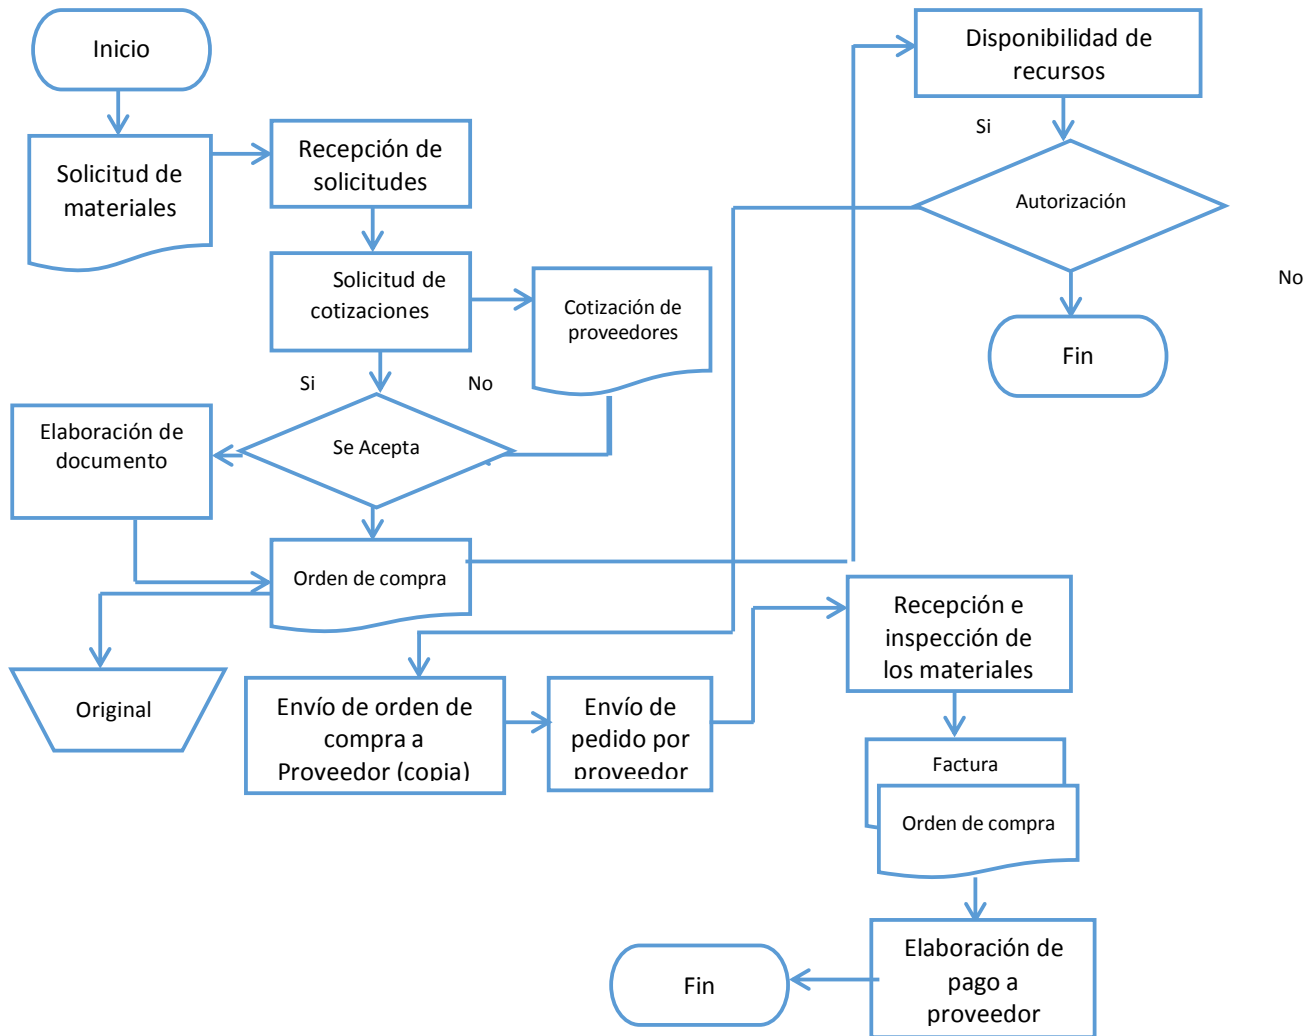 Inicio
Solicitud de
materiales
Recepción de
solicitudes
Solicitud de
cotizaciones
Cotización de
proveedores
Si
No
Se Acepta
Elaboración de
documento
Orden de compra
Original
Disponibilidad de
recursos
Si
Autorización
No
Fin
Envío de orden de
compra a
Proveedor (copia)
Envío de
pedido por
proveedor
Recepción e
inspección de
los materiales
Factura
Orden de compra
Elaboración de
pago a
proveedor
Fin